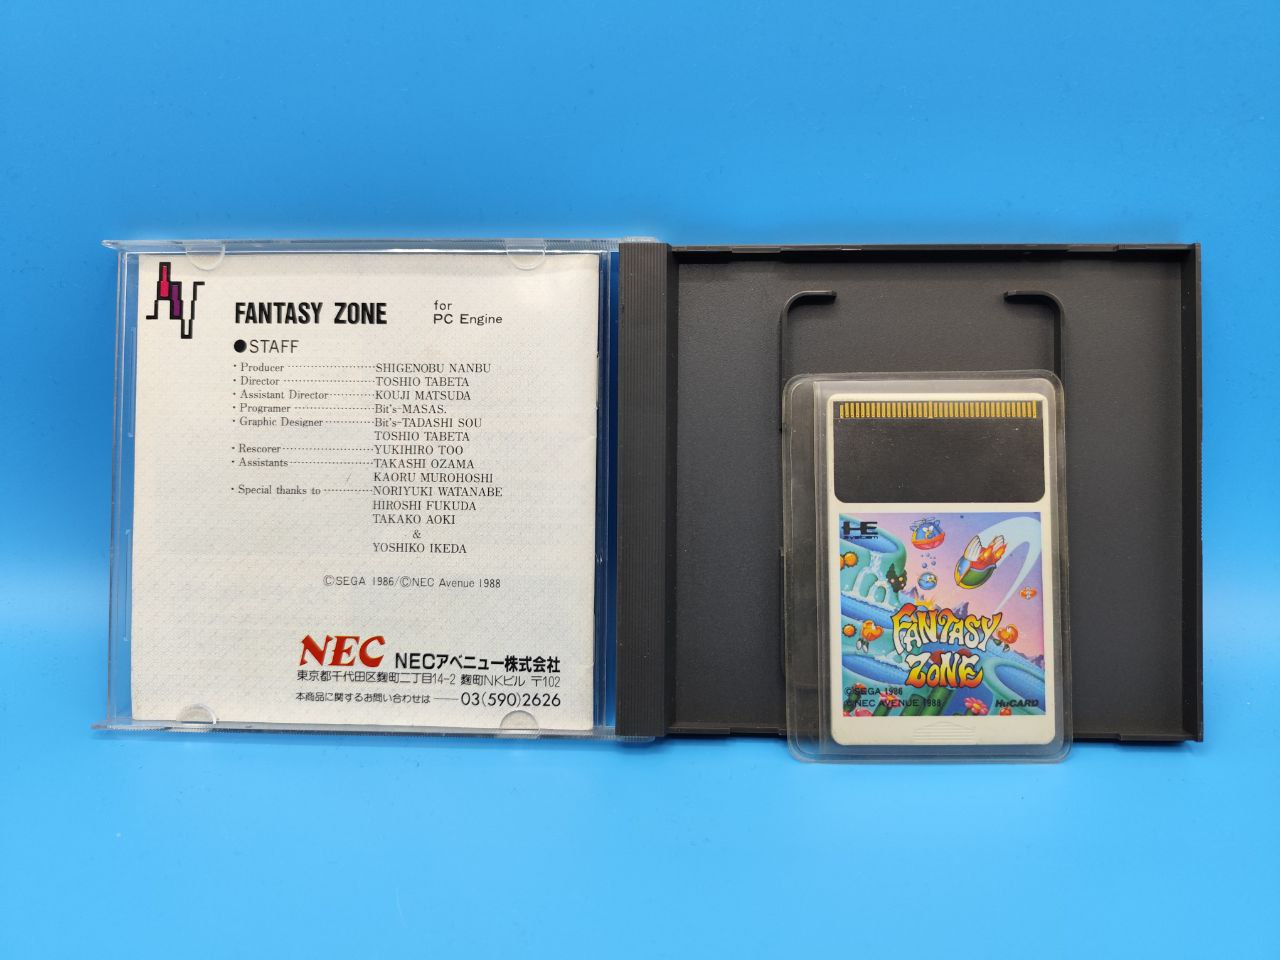 AV
FANTASY ZONE for PC Engine
●STAFF
・Producer ‥‥‥‥‥‥‥‥SHIGENOBU NANBU
・Director ‥‥‥‥‥‥‥‥TOSHIO TABETA
・Assistant Director‥‥‥‥KOUJI MATSUDA
・Programer ‥‥‥‥‥‥‥Bit's-MASAS.
・Graphic Designer‥‥‥‥‥Bit's-TADASHI SOU
TOSHIO TABETA
・Rescorer‥‥‥‥‥‥‥‥YUKIHIRO TOO
・Assistants‥‥‥‥‥‥‥‥TAKASHI OZAMA
KAORU MUROHOSHI
・Special thanks to ‥‥‥‥NORIYUKI WATANABE
HIROSHI FUKUDA
TAKAKO AOKI
&
YOSHIKO IKEDA
©SEGA 1986/©NEC Avenue 1988
NEC NECアベニュー株式会社
東京都千代田区麹町二丁目14-2 麹町NKビル 〒102
本商品に関するお問い合わせは——03(590)2626
HE
system
FANTASY
ZONE
©SEGA 1986
©NEC AVENUE 1988 HuCARD